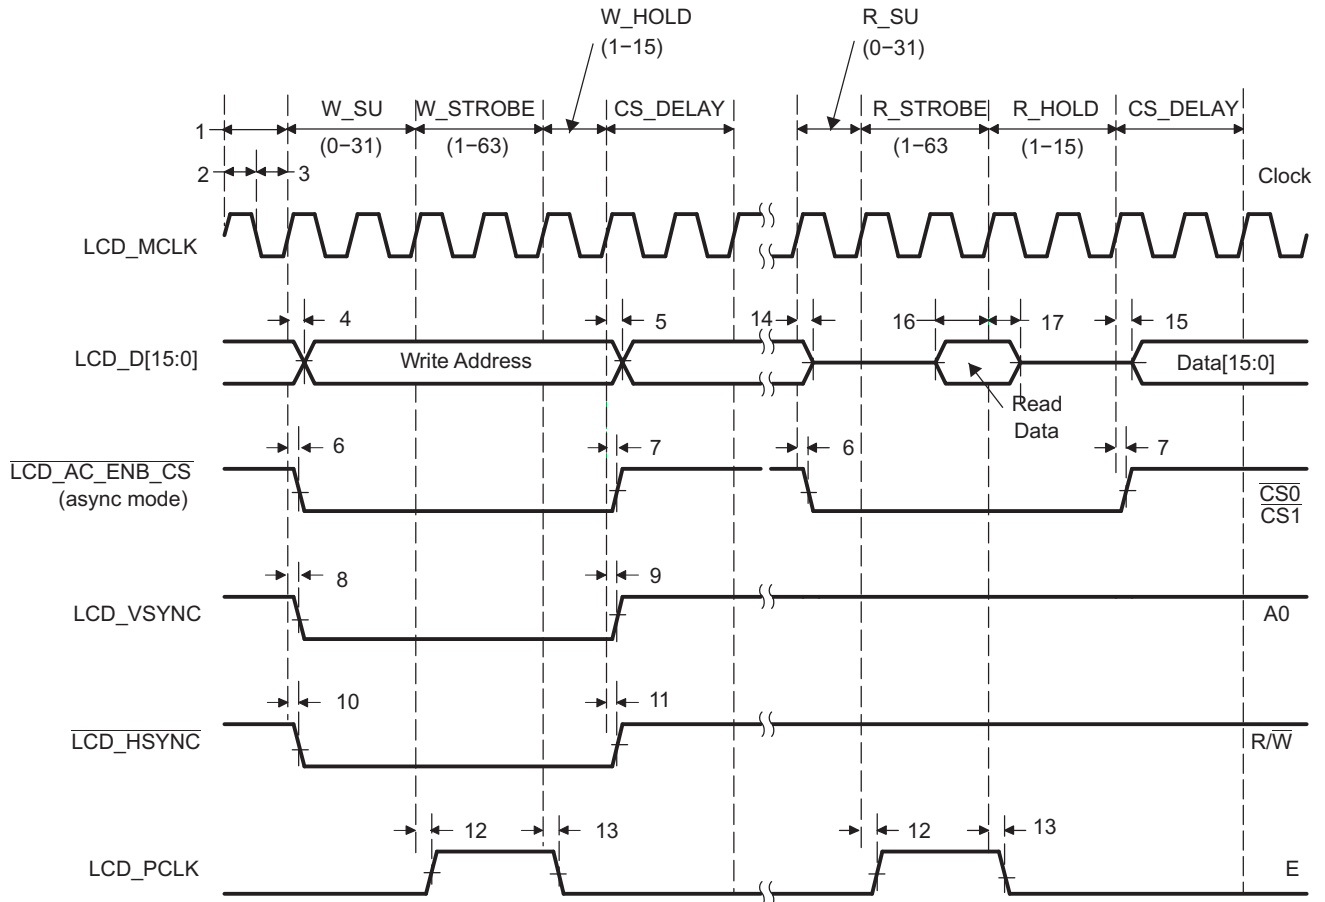 W_HOLD
(1−15)
R_SU
(0−31)
1
W_SU
(0−31)
W_STROBE
(1−63)
CS_DELAY
R_STROBE
(1−63
R_HOLD
(1−15)
CS_DELAY
2
3
Clock
LCD_MCLK
4
5
14
16
17
15
LCD_D[15:0]
Write Address
Data[15:0]
Read
Data
6
7
6
7
LCD_AC_ENB_CS
(async mode)
CS0
CS1
8
9
LCD_VSYNC
A0
10
11
LCD_HSYNC
R/W
12
13
12
13
LCD_PCLK
E